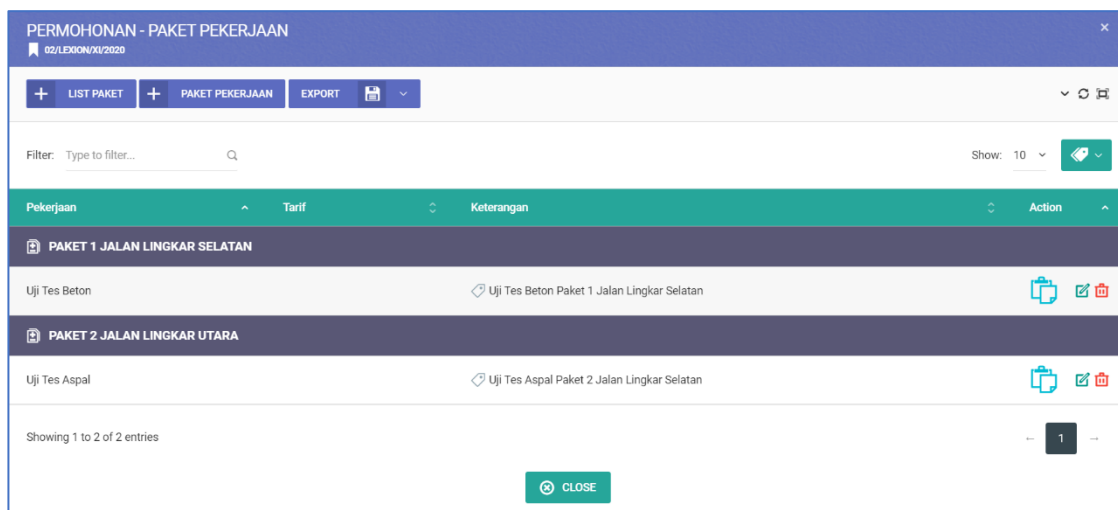 PERMOHONAN - PAKET PEKERJAAN
02/LEXION/XI/2020
LIST PAKET PAKET PEKERJAAN EXPORT
Filter: Type to filter... Show: 10
Pekerjaan Tarif Keterangan Action
PAKET 1 JALAN LINGKAR SELATAN
Uji Tes Beton Uji Tes Beton Paket 1 Jalan Lingkar Selatan
PAKET 2 JALAN LINGKAR UTARA
Uji Tes Aspal Uji Tes Aspal Paket 2 Jalan Lingkar Selatan
Showing 1 to 2 of 2 entries ← 1 →
CLOSE